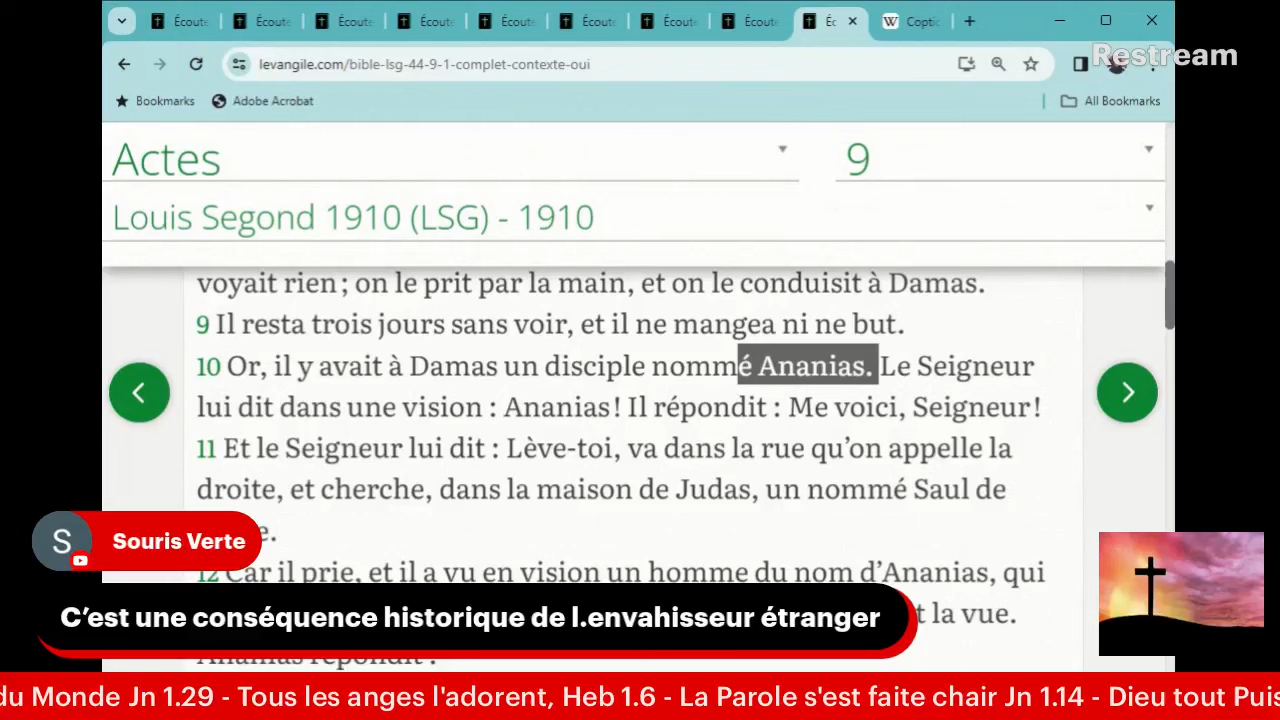 Écoute Écoute Écoute Écoute Écoute Écoute Écoute Écoute Éc Copti
levangile.com/bible-lsg-44-9-1-complet-contexte-oui
Restream
Bookmarks Adobe Acrobat All Bookmarks
Actes 9
Louis Segond 1910 (LSG) - 1910
voyait rien ; on le prit par la main, et on le conduisit à Damas.
9 Il resta trois jours sans voir, et il ne mangea ni ne but.
10 Or, il y avait à Damas un disciple nommé Ananias. Le Seigneur
lui dit dans une vision : Ananias ! Il répondit : Me voici, Seigneur !
11 Et le Seigneur lui dit : Lève-toi, va dans la rue qu’on appelle la
droite, et cherche, dans la maison de Judas, un nommé Saul de
e.
S Souris Verte
12 Car il prie, et il a vu en vision un homme du nom d’Ananias, qui
t la vue.
C’est une conséquence historique de l.envahisseur étranger
Ananias répondit :
du Monde Jn 1.29 - Tous les anges l'adorent, Heb 1.6 - La Parole s'est faite chair Jn 1.14 - Dieu tout Puis